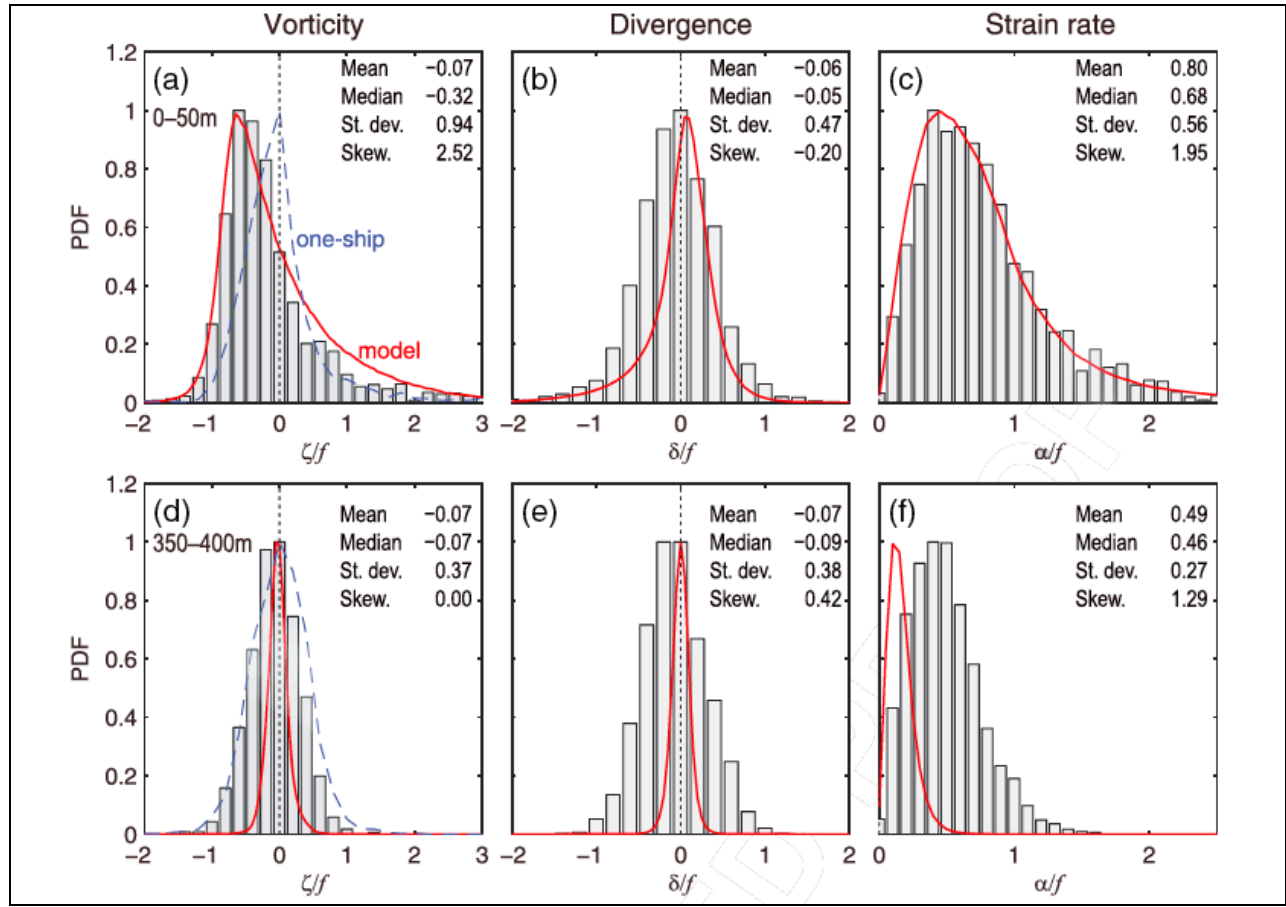 Vorticity Divergence Strain rate
1.2
(a)
0–50m
Mean −0.07
Median −0.32
St. dev. 0.94
Skew. 2.52
one-ship
model
1
0.8
0.6
0.4
0.2
0
PDF
−2 −1 0 1 2 3
ζ/f
(b)
Mean −0.06
Median −0.05
St. dev. 0.47
Skew. −0.20
−2 −1 0 1 2
δ/f
(c)
Mean 0.80
Median 0.68
St. dev. 0.56
Skew. 1.95
0 1 2
α/f
1.2
(d)
350–400m
Mean −0.07
Median −0.07
St. dev. 0.37
Skew. 0.00
1
0.8
0.6
0.4
0.2
0
PDF
−2 −1 0 1 2 3
ζ/f
(e)
Mean −0.07
Median −0.09
St. dev. 0.38
Skew. 0.42
−2 −1 0 1 2
δ/f
(f)
Mean 0.49
Median 0.46
St. dev. 0.27
Skew. 1.29
0 1 2
α/f